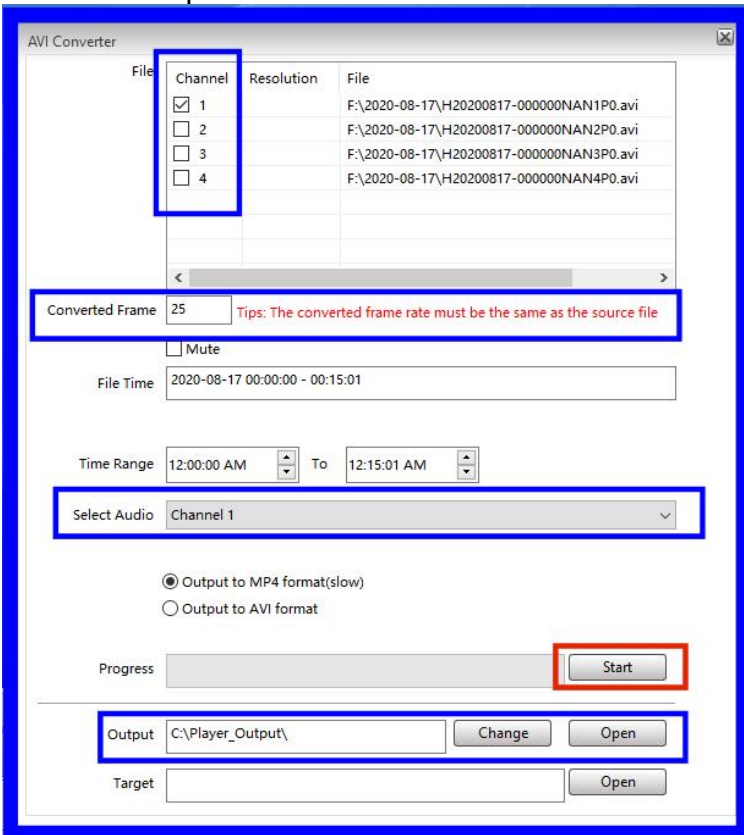 AVI Converter
File
Channel Resolution File
1 F:\2020-08-17\H20200817-000000NAN1P0.avi
2 F:\2020-08-17\H20200817-000000NAN2P0.avi
3 F:\2020-08-17\H20200817-000000NAN3P0.avi
4 F:\2020-08-17\H20200817-000000NAN4P0.avi
Converted Frame 25 Tips: The converted frame rate must be the same as the source file
Mute
File Time 2020-08-17 00:00:00 - 00:15:01
Time Range 12:00:00 AM To 12:15:01 AM
Select Audio Channel 1
Output to MP4 format(slow)
Output to AVI format
Progress Start
Output C:\Player_Output\ Change Open
Target Open